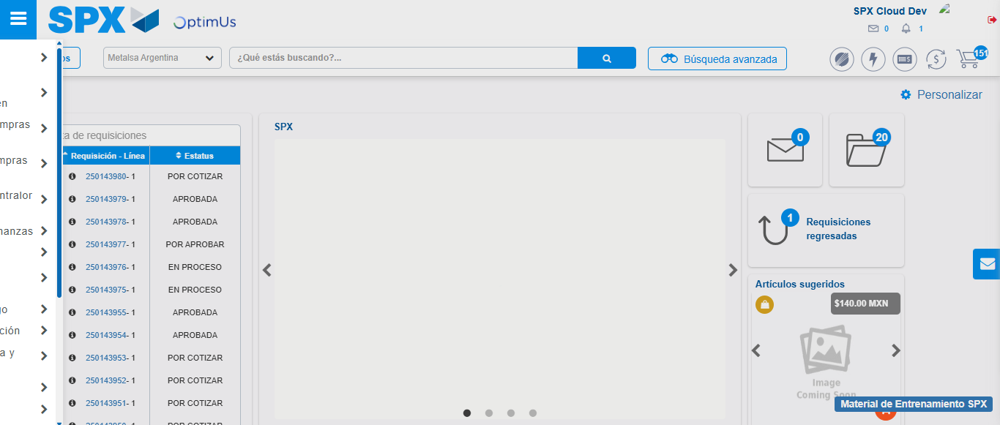 SPX
OptimUs
SPX Cloud Dev
0
1
os
Metalsa Argentina
¿Qué estás buscando?...
Búsqueda avanzada
151
Personalizar
en
mpras
mpras
ntralor
nanzas
go
ción
a y
ta de requisiciones
Requisición - Línea
Estatus
250143980- 1 POR COTIZAR
250143979- 1 APROBADA
250143978- 1 APROBADA
250143977- 1 POR APROBAR
250143976- 1 EN PROCESO
250143975- 1 EN PROCESO
250143955- 1 APROBADA
250143954- 1 APROBADA
250143953- 1 POR COTIZAR
250143952- 1 POR COTIZAR
250143951- 1 POR COTIZAR
SPX
0
20
1
Requisiciones
regresadas
Artículos sugeridos
$140.00 MXN
Image
Coming Soon
Material de Entrenamiento SPX